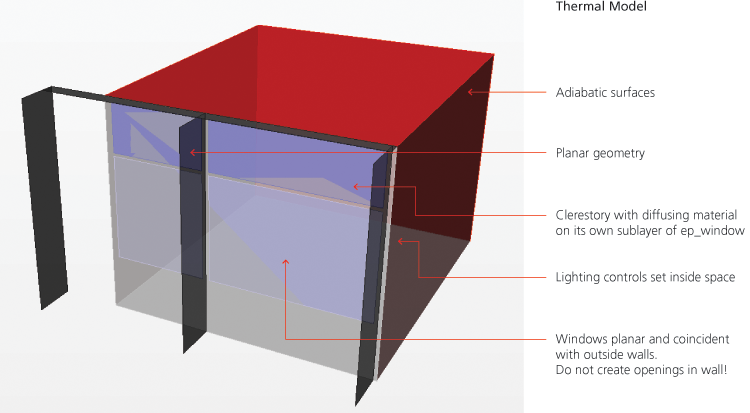 Thermal Model
Adiabatic surfaces
Planar geometry
Clerestory with diffusing material
on its own sublayer of ep_window
Lighting controls set inside space
Windows planar and coincident
with outside walls.
Do not create openings in wall!